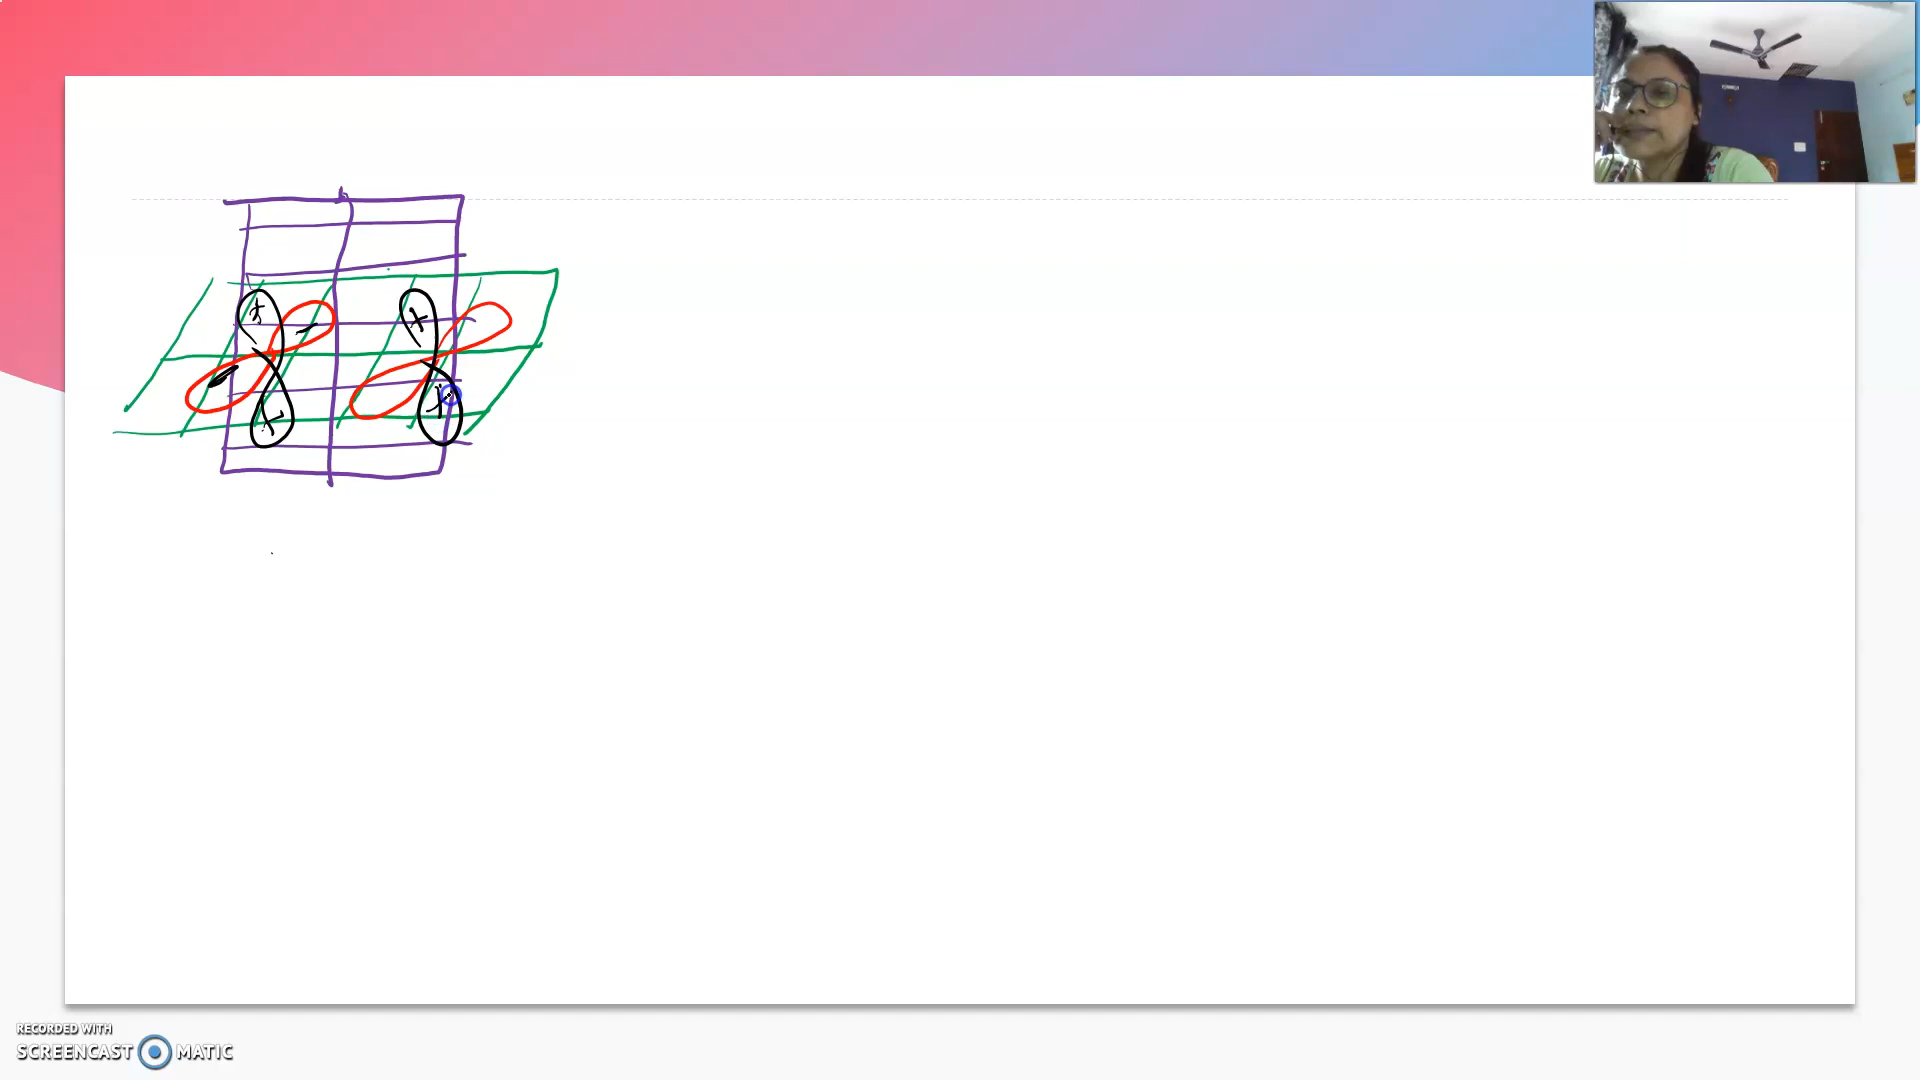 + - +
- + +
RECORDED WITH
SCREENCAST MATIC